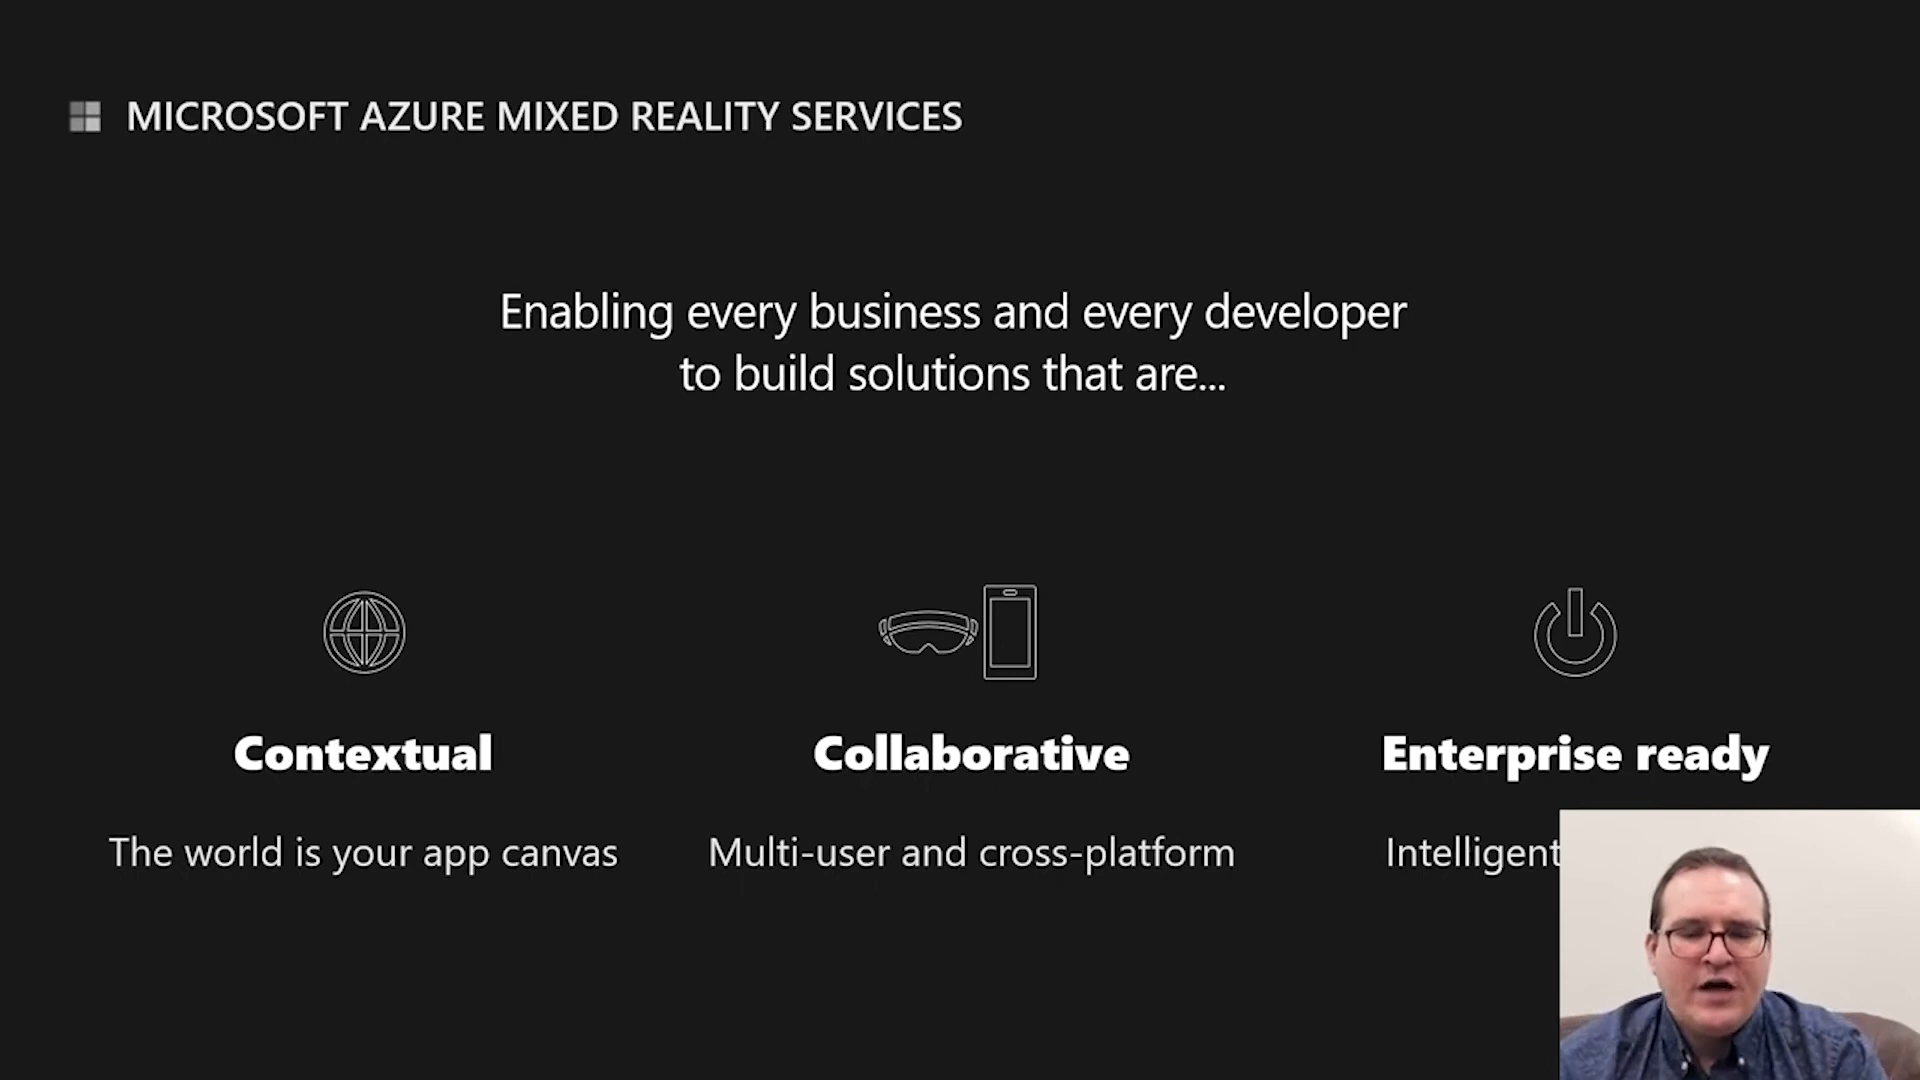 MICROSOFT AZURE MIXED REALITY SERVICES
Enabling every business and every developer
to build solutions that are...
Contextual
Collaborative
Enterprise ready
The world is your app canvas
Multi-user and cross-platform
Intelligent